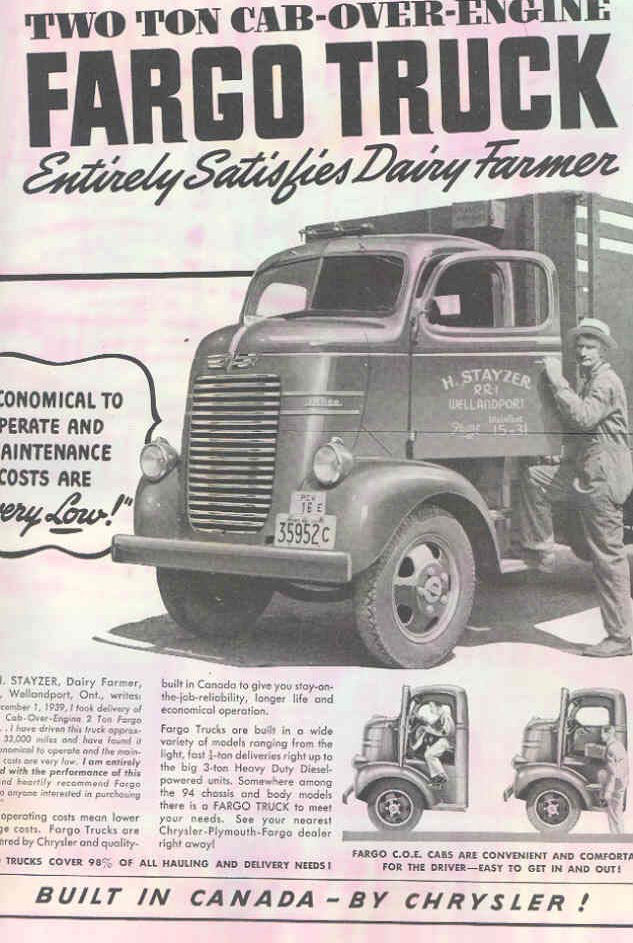 TWO TON CAB-OVER-ENGINE
FARGO TRUCK
Entirely Satisfies Dairy Farmer
CONOMICAL TO
PERATE AND
AINTENANCE
COSTS ARE
ery Low!"
H. STAYZER
RR-1
WELLANDPORT
Phone 15-31
PCV
16 E
35952C
H. STAYZER, Dairy Farmer,
, Wellandport, Ont., writes:
cember 1, 1939, I took delivery of
Cab-Over-Engine 2 Ton Fargo
. . I have driven this truck approx-
33,000 miles and have found it
onomical to operate and the main-
costs are very low. I am entirely
d with the performance of this
nd heartily recommend Fargo
o anyone interested in purchasing
"
operating costs mean lower
ge costs. Fargo Trucks are
ered by Chrysler and quality-
built in Canada to give you stay-on-
the-job-reliability, longer life and
economical operation.
Fargo Trucks are built in a wide
variety of models ranging from the
light, fast ½-ton deliveries right up to
the big 3-ton Heavy Duty Diesel-
powered units. Somewhere among
the 94 chassis and body models
there is a FARGO TRUCK to meet
your needs. See your nearest
Chrysler-Plymouth-Fargo dealer
right away!
TRUCKS COVER 98% OF ALL HAULING AND DELIVERY NEEDS!
FARGO C.O.E. CABS ARE CONVENIENT AND COMFORTA
FOR THE DRIVER—EASY TO GET IN AND OUT!
BUILT IN CANADA - BY CHRYSLER!